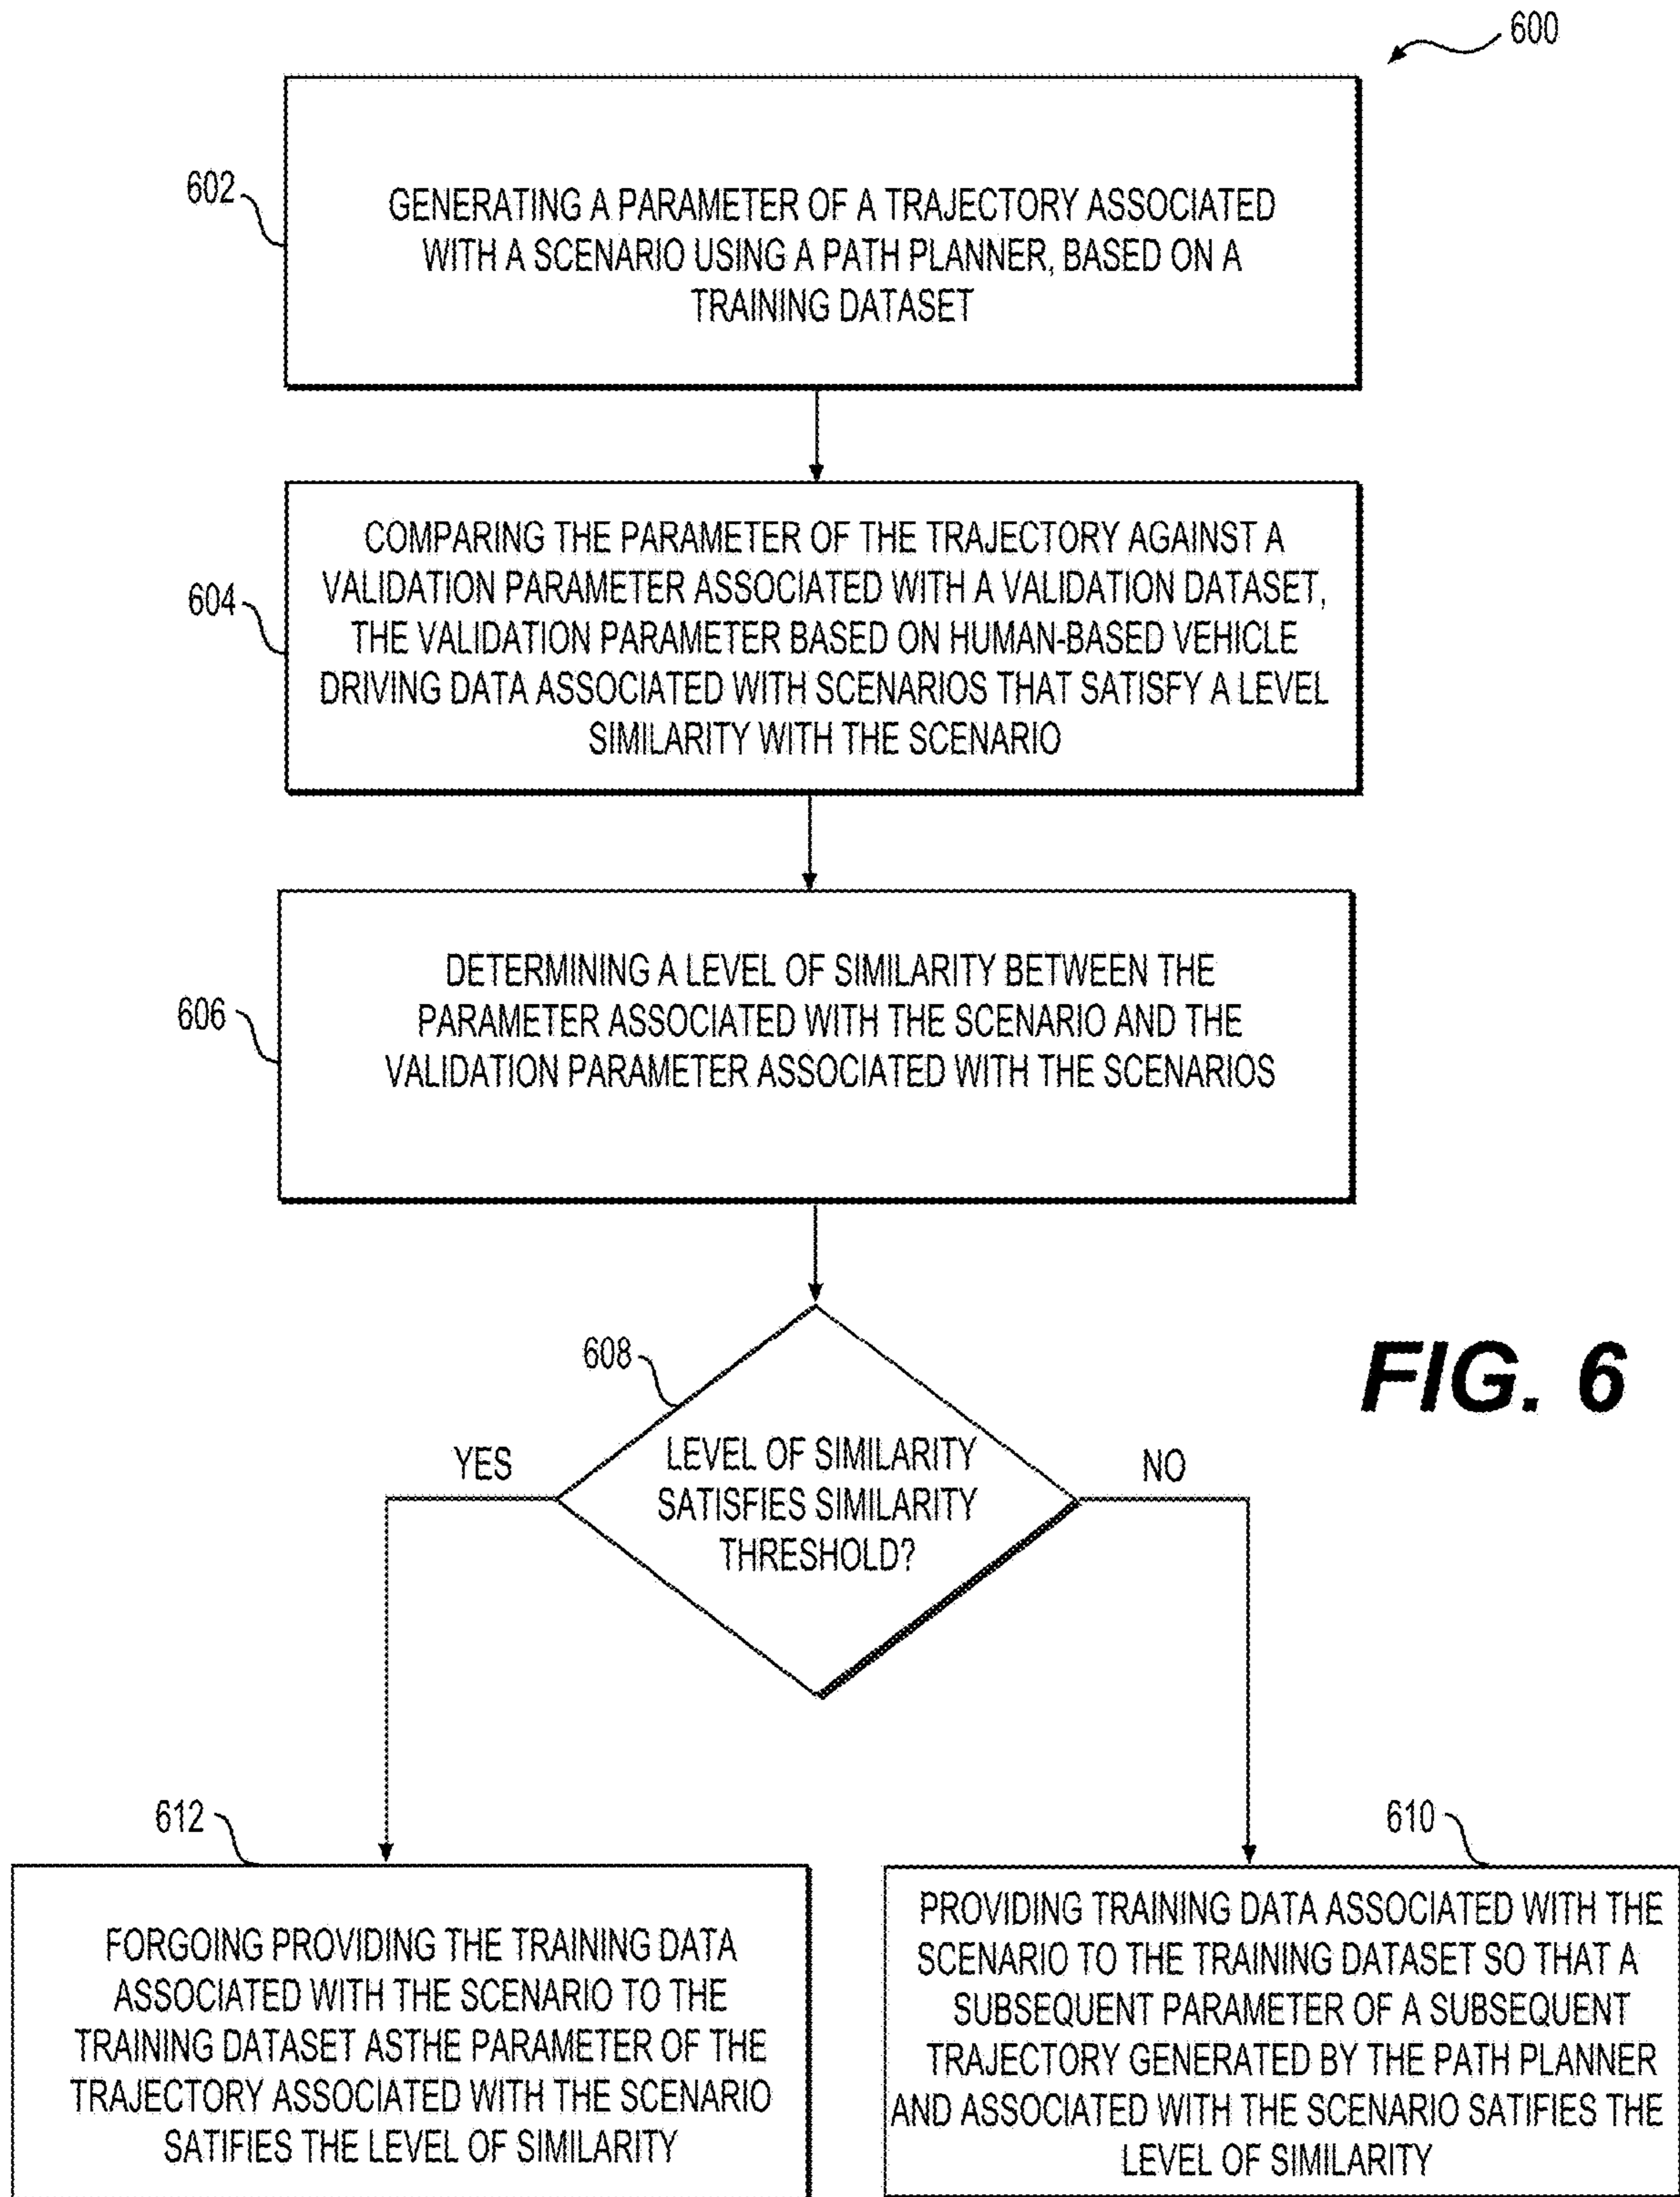 600
602
GENERATING A PARAMETER OF A TRAJECTORY ASSOCIATED
WITH A SCENARIO USING A PATH PLANNER, BASED ON A
TRAINING DATASET
604
COMPARING THE PARAMETER OF THE TRAJECTORY AGAINST A
VALIDATION PARAMETER ASSOCIATED WITH A VALIDATION DATASET,
THE VALIDATION PARAMETER BASED ON HUMAN-BASED VEHICLE
DRIVING DATA ASSOCIATED WITH SCENARIOS THAT SATISFY A LEVEL
SIMILARITY WITH THE SCENARIO
606
DETERMINING A LEVEL OF SIMILARITY BETWEEN THE
PARAMETER ASSOCIATED WITH THE SCENARIO AND THE
VALIDATION PARAMETER ASSOCIATED WITH THE SCENARIOS
608
LEVEL OF SIMILARITY
SATISFIES SIMILARITY
THRESHOLD?
YES
NO
FIG. 6
612
FORGOING PROVIDING THE TRAINING DATA
ASSOCIATED WITH THE SCENARIO TO THE
TRAINING DATASET ASTHE PARAMETER OF THE
TRAJECTORY ASSOCIATED WITH THE SCENARIO
SATIFIES THE LEVEL OF SIMILARITY
610
PROVIDING TRAINING DATA ASSOCIATED WITH THE
SCENARIO TO THE TRAINING DATASET SO THAT A
SUBSEQUENT PARAMETER OF A SUBSEQUENT
TRAJECTORY GENERATED BY THE PATH PLANNER
AND ASSOCIATED WITH THE SCENARIO SATIFIES THE
LEVEL OF SIMILARITY